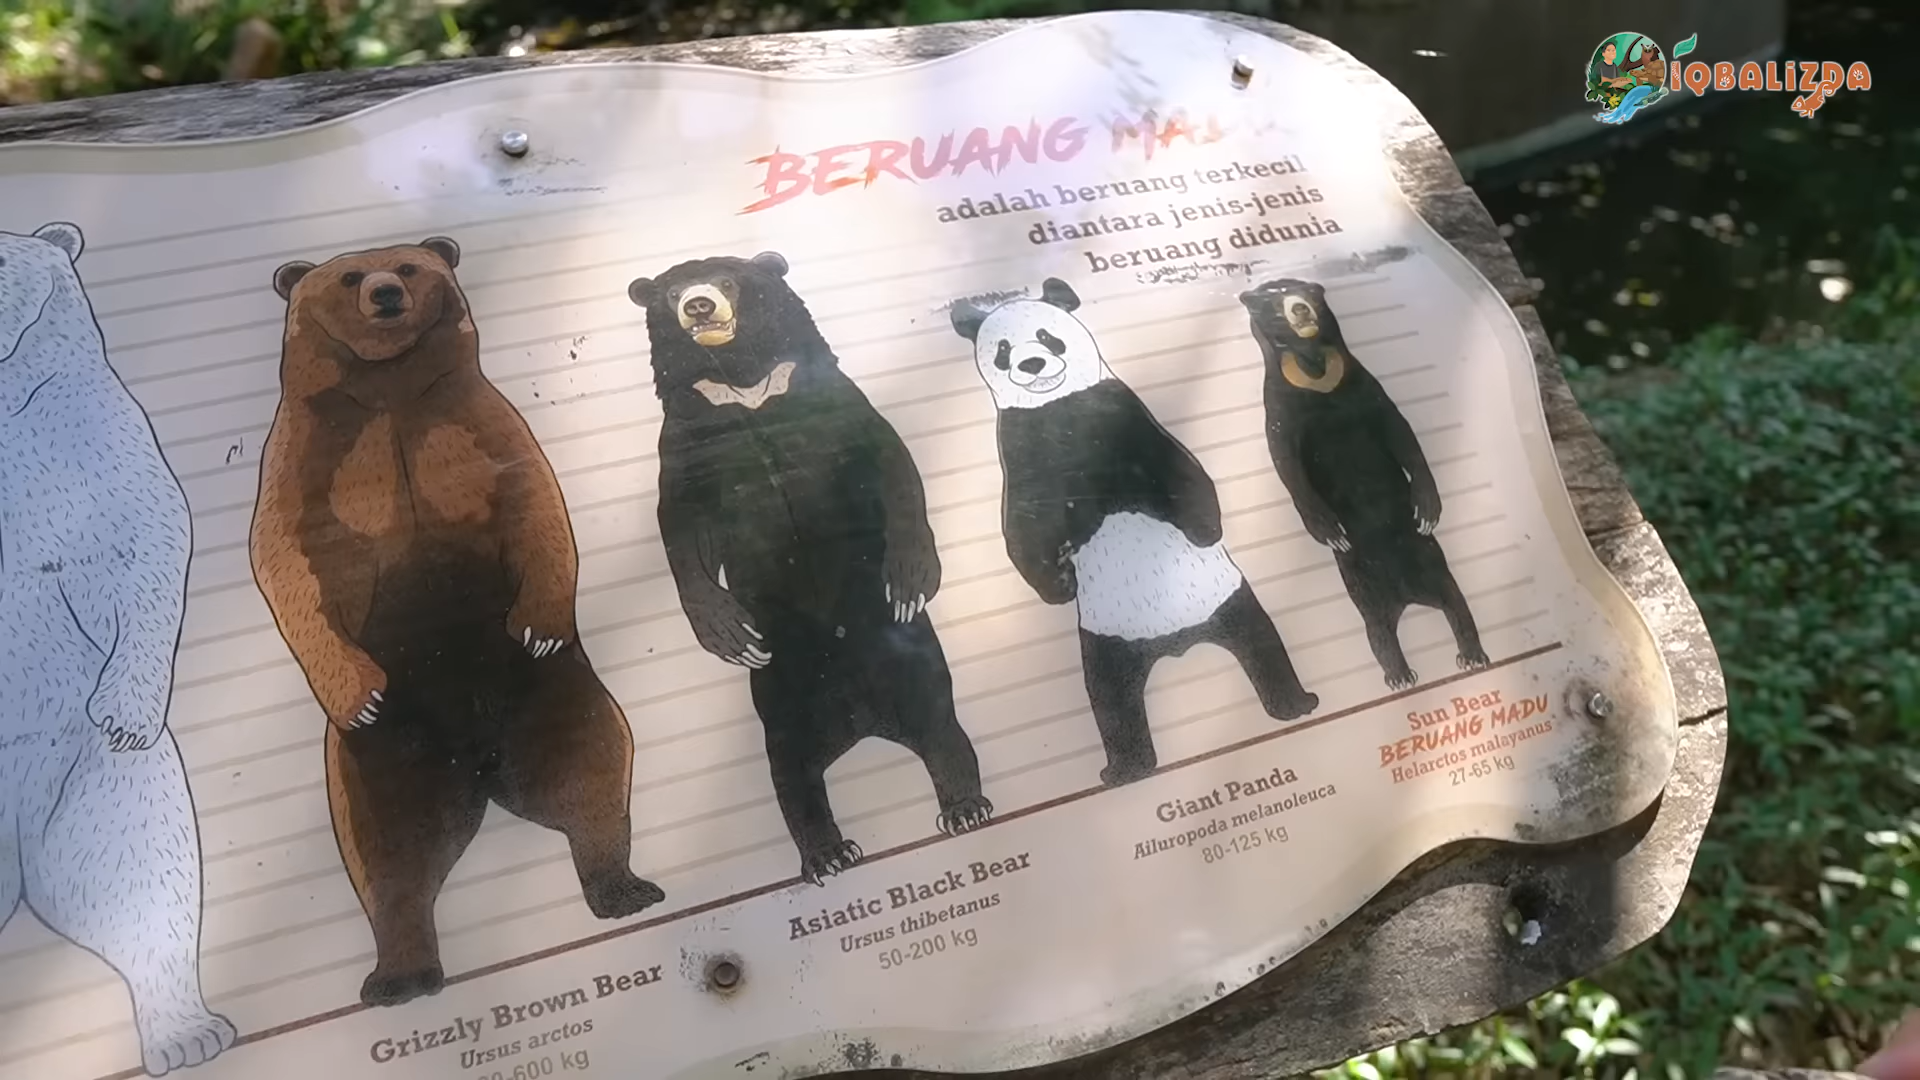 IQBALIZDA
BERUANG
adalah beruang terkecil
diantara jenis-jenis
beruang didunia
Sun Bear
BERUANG MADU
Helarctos malayanus
27-65 kg
Giant Panda
Ailuropoda melanoleuca
80-125 kg
Asiatic Black Bear
Ursus thibetanus
50-200 kg
Grizzly Brown Bear
Ursus arctos
kg